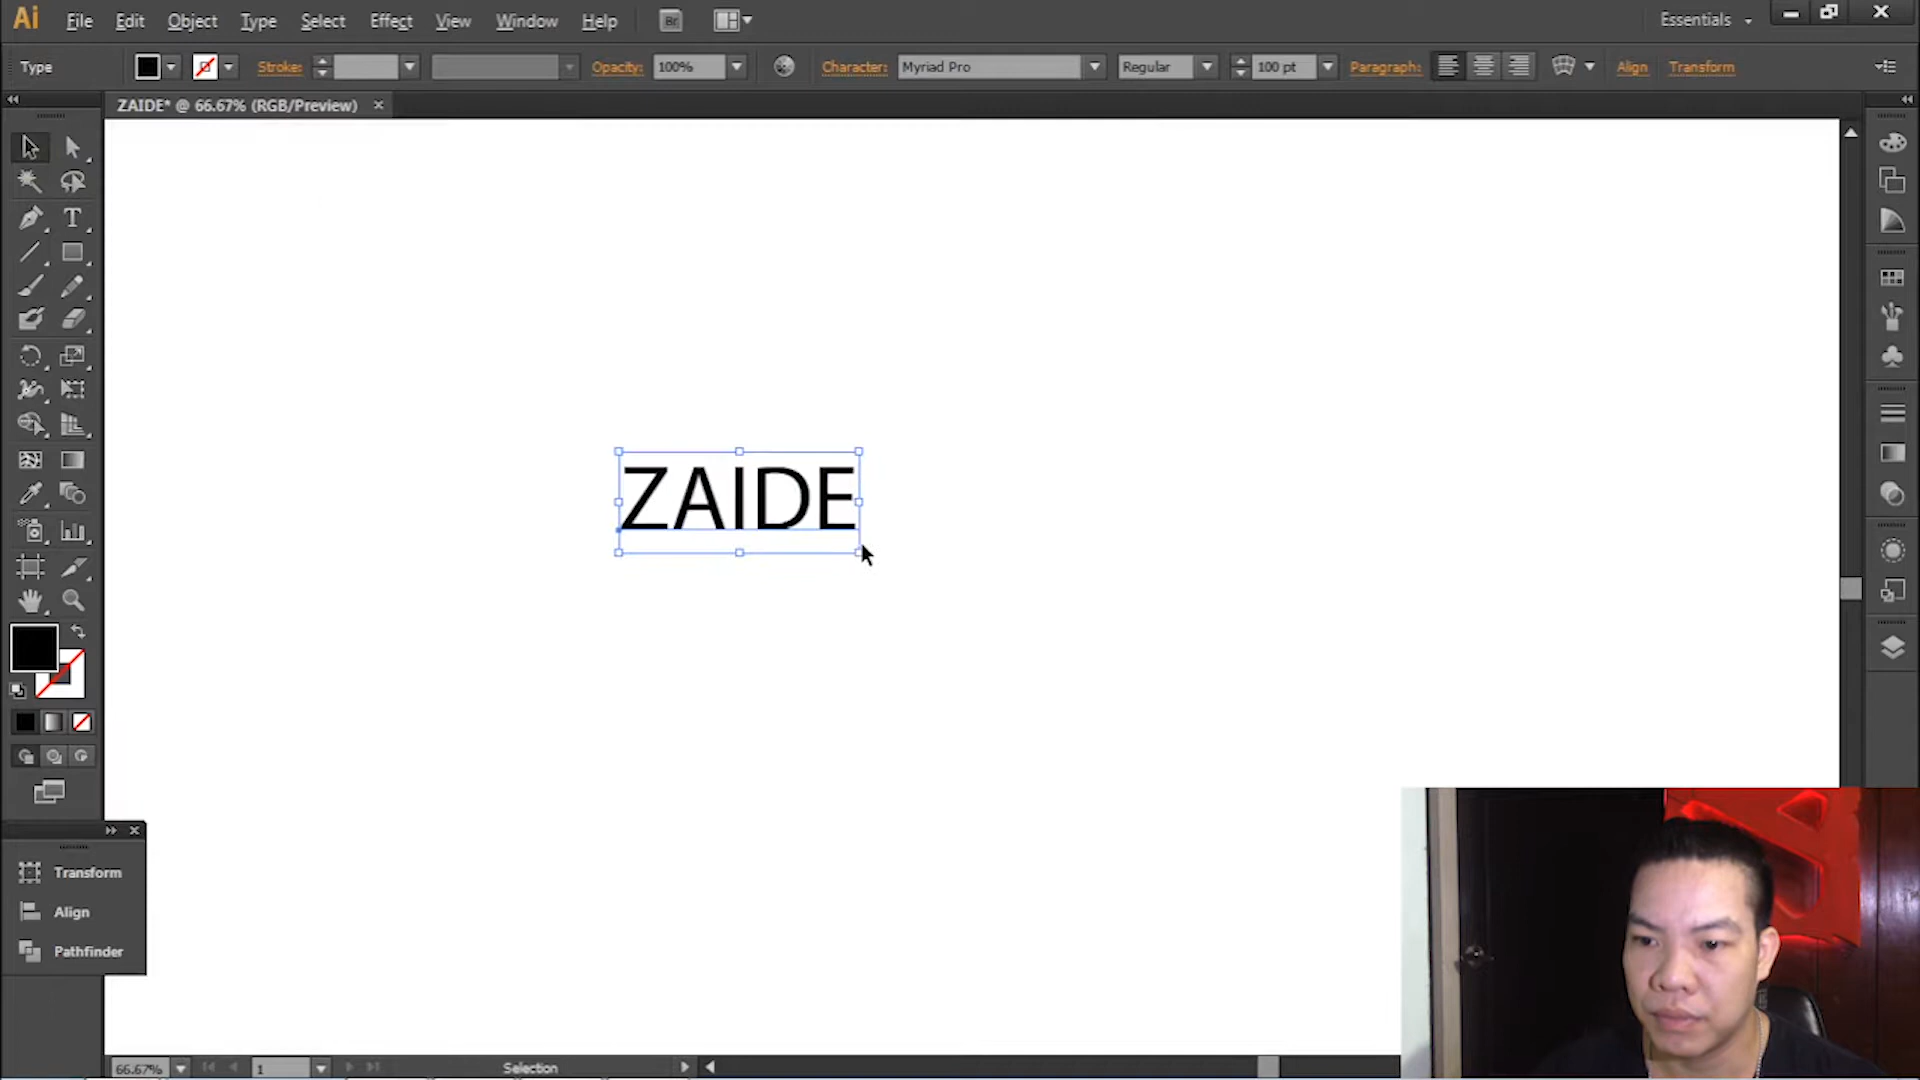 Ai File Edit Object Type Select Effect View Window Help Br Essentials
Type Stroke: Opacity: 100% Character: Myriad Pro Regular 100 pt Paragraph: Align Transform
ZAIDE* @ 66.67% (RGB/Preview)
T
ZAIDE
Transform
Align
Pathfinder
66.67% 1 Selection